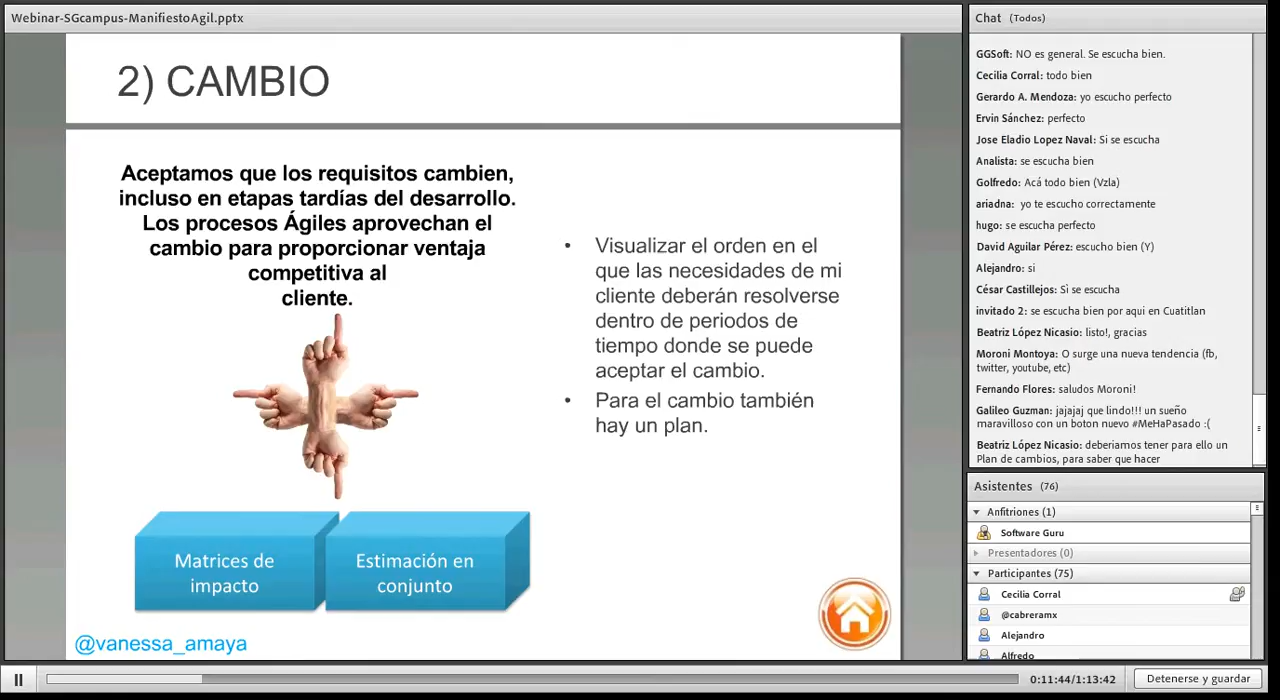 Webinar-SGcampus-ManifiestoAgil.pptx
2) CAMBIO
Aceptamos que los requisitos cambien,
incluso en etapas tardías del desarrollo.
Los procesos Ágiles aprovechan el
cambio para proporcionar ventaja
competitiva al
cliente.
• Visualizar el orden en el
que las necesidades de mi
cliente deberán resolverse
dentro de periodos de
tiempo donde se puede
aceptar el cambio.
• Para el cambio también
hay un plan.
Matrices de
impacto
Estimación en
conjunto
@vanessa_amaya
Chat (Todos)
GGSoft: NO es general. Se escucha bien.
Cecilia Corral: todo bien
Gerardo A. Mendoza: yo escucho perfecto
Ervin Sánchez: perfecto
Jose Eladio Lopez Naval: Si se escucha
Analista: se escucha bien
Golfredo: Acá todo bien (Vzla)
ariadna: yo te escucho correctamente
hugo: se escucha perfecto
David Aguilar Pérez: escucho bien (Y)
Alejandro: si
César Castillejos: Sì se escucha
invitado 2: se escucha bien por aqui en Cuatitlan
Beatriz López Nicasio: listo!, gracias
Moroni Montoya: O surge una nueva tendencia (fb,
twitter, youtube, etc)
Fernando Flores: saludos Moroni!
Galileo Guzman: jajajaj que lindo!!! un sueño
maravilloso con un boton nuevo #MeHaPasado :(
Beatriz López Nicasio: deberiamos tener para ello un
Plan de cambios, para saber que hacer
Asistentes (76)
Anfitriones (1)
Software Guru
Presentadores (0)
Participantes (75)
Cecilia Corral
@cabreramx
Alejandro
Alfredo
0:11:44/1:13:42
Detenerse y guardar